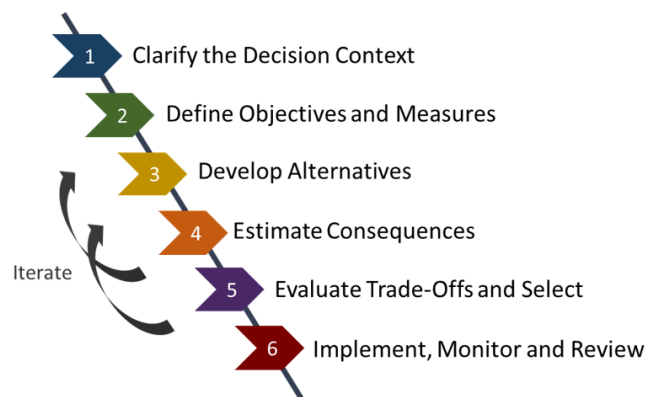 1 Clarify the Decision Context
2 Define Objectives and Measures
3 Develop Alternatives
4 Estimate Consequences
Iterate
5 Evaluate Trade-Offs and Select
6 Implement, Monitor and Review